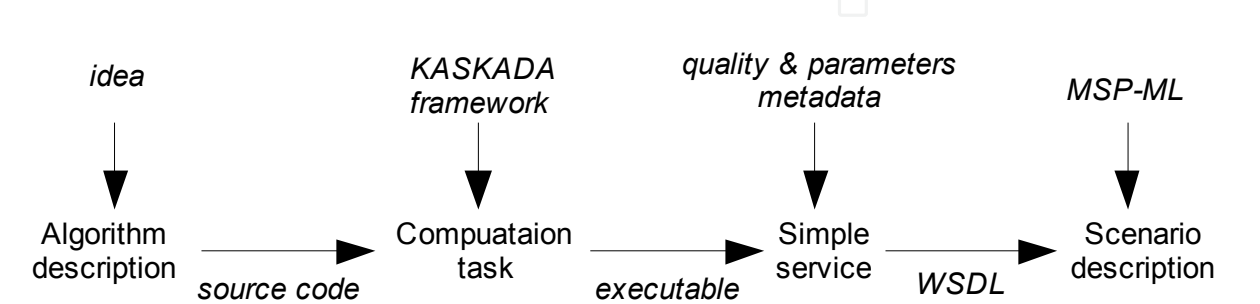 idea
KASKADA
framework
quality & parameters
metadata
MSP-ML
Algorithm
description
source code
Compuataion
task
executable
Simple
service
WSDL
Scenario
description